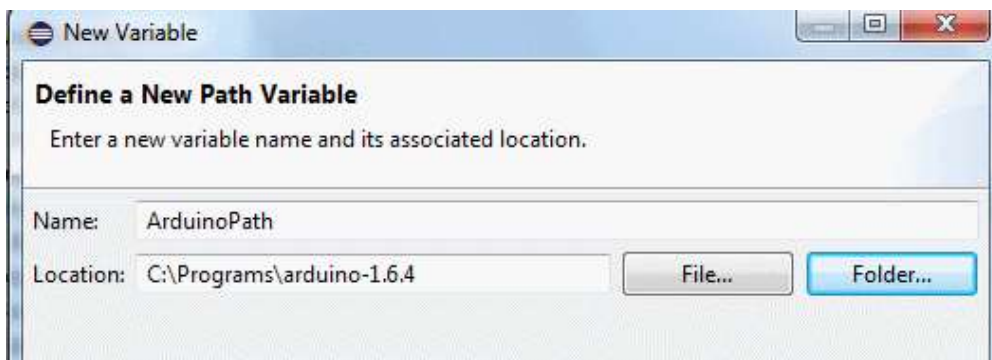 New Variable
Define a New Path Variable
Enter a new variable name and its associated location.
Name: ArduinoPath
Location: C:\Programs\arduino-1.6.4 File... Folder...